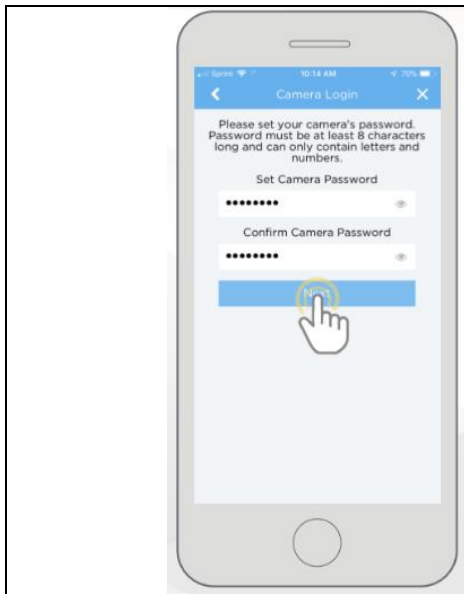 Sprint 10:14 AM 70%
Camera Login
Please set your camera's password.
Password must be at least 8 characters
long and can only contain letters and
numbers.
Set Camera Password
••••••••
Confirm Camera Password
••••••••
Next